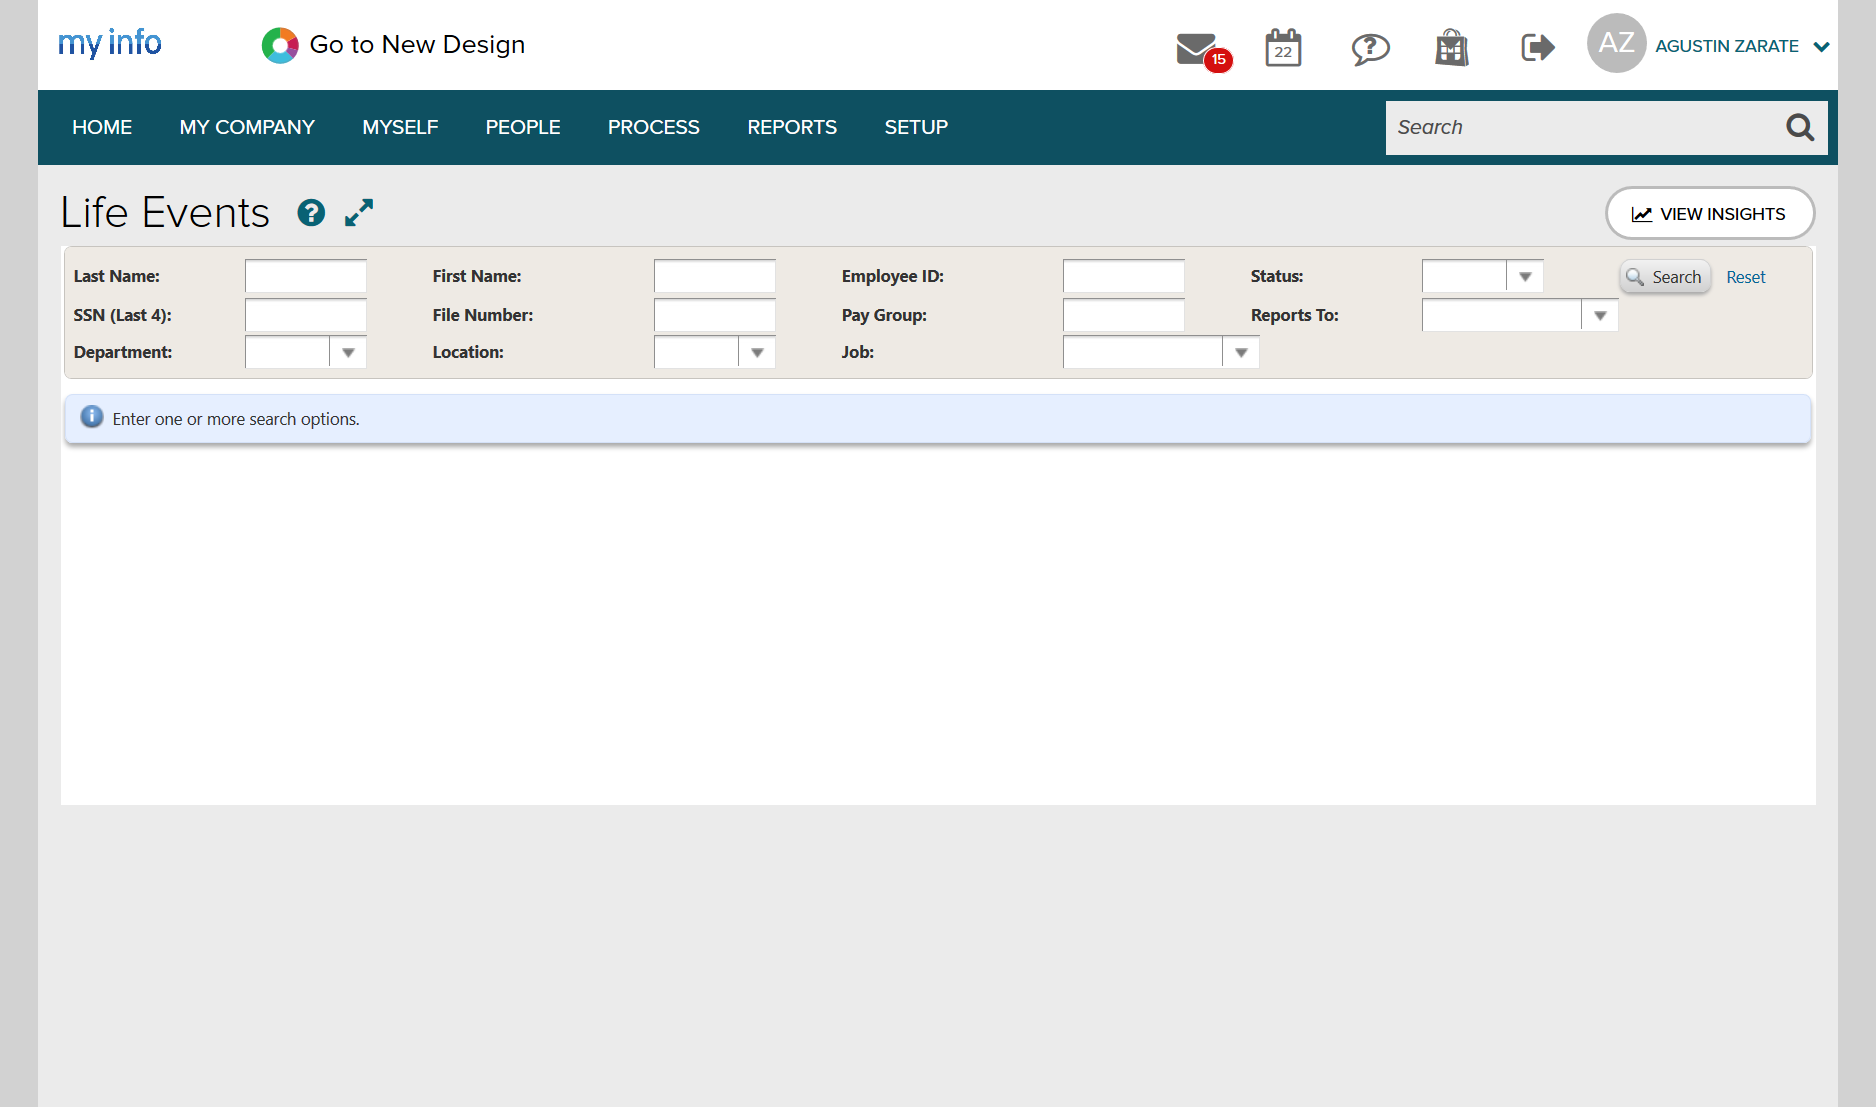 my info
Go to New Design
15
22
AZ
AGUSTIN ZARATE
HOME
MY COMPANY
MYSELF
PEOPLE
PROCESS
REPORTS
SETUP
Search
Life Events
VIEW INSIGHTS
Last Name:
First Name:
Employee ID:
Status:
Search
Reset
SSN (Last 4):
File Number:
Pay Group:
Reports To:
Department:
Location:
Job:
Enter one or more search options.